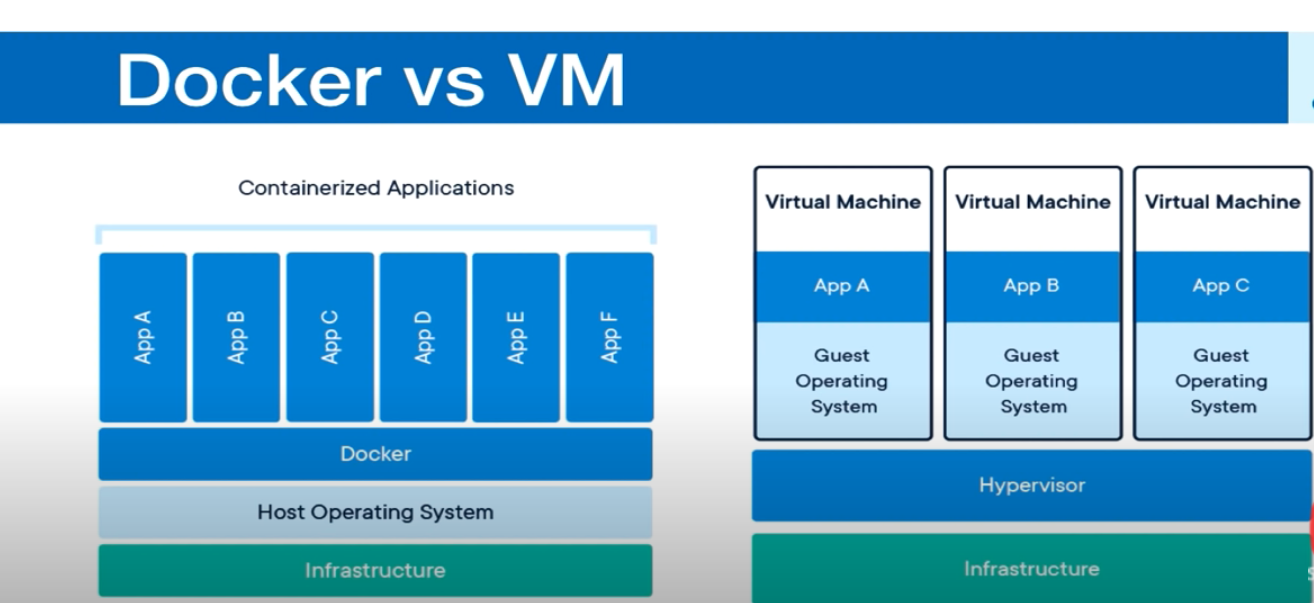 Docker vs VM
Containerized Applications
App A
App B
App C
App D
App E
App F
Docker
Host Operating System
Infrastructure
Virtual Machine
App A
Guest
Operating
System
Virtual Machine
App B
Guest
Operating
System
Virtual Machine
App C
Guest
Operating
System
Hypervisor
Infrastructure